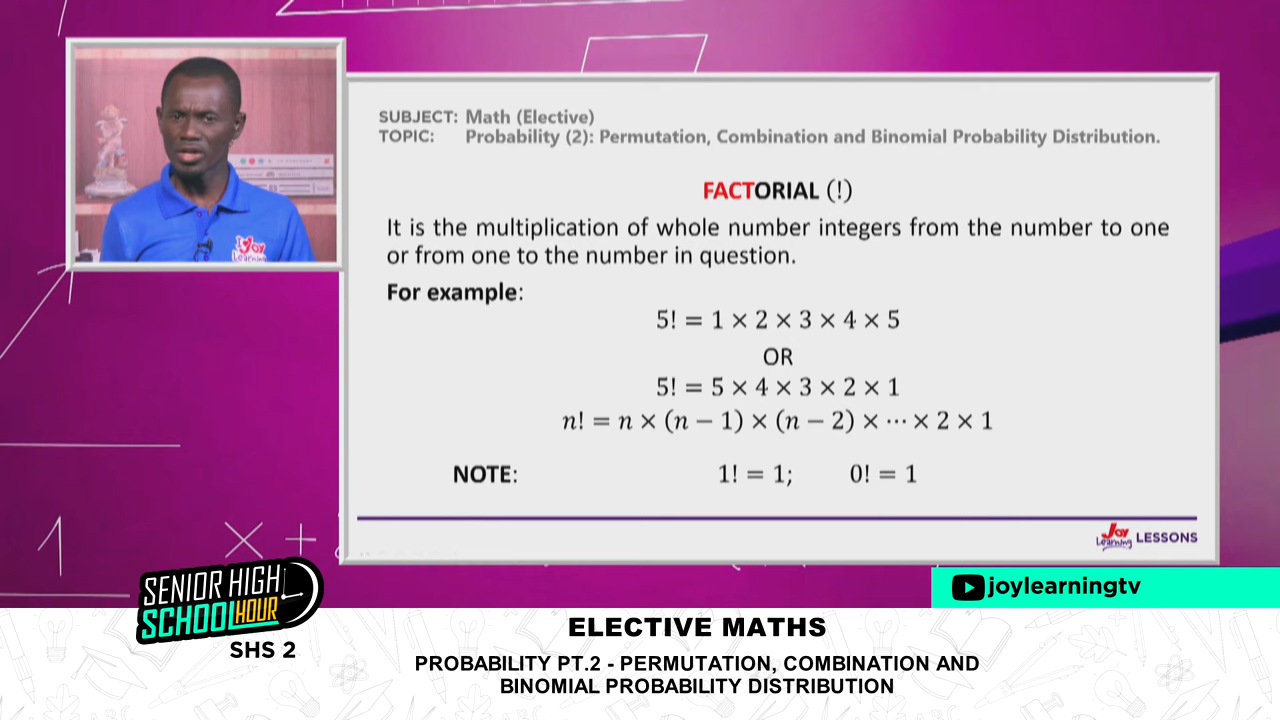 SUBJECT: Math (Elective)
TOPIC: Probability (2): Permutation, Combination and Binomial Probability Distribution.
FACTORIAL (!)
It is the multiplication of whole number integers from the number to one
or from one to the number in question.
For example:
5! = 1 × 2 × 3 × 4 × 5
OR
5! = 5 × 4 × 3 × 2 × 1
n! = n × (n − 1) × (n − 2) × ⋯ × 2 × 1
NOTE: 1! = 1; 0! = 1
Joy Learning LESSONS
I Joy Learning
1 × +
SENIOR HIGH
SCHOOL HOUR
SHS 2
joylearningtv
ELECTIVE MATHS
PROBABILITY PT.2 - PERMUTATION, COMBINATION AND
BINOMIAL PROBABILITY DISTRIBUTION